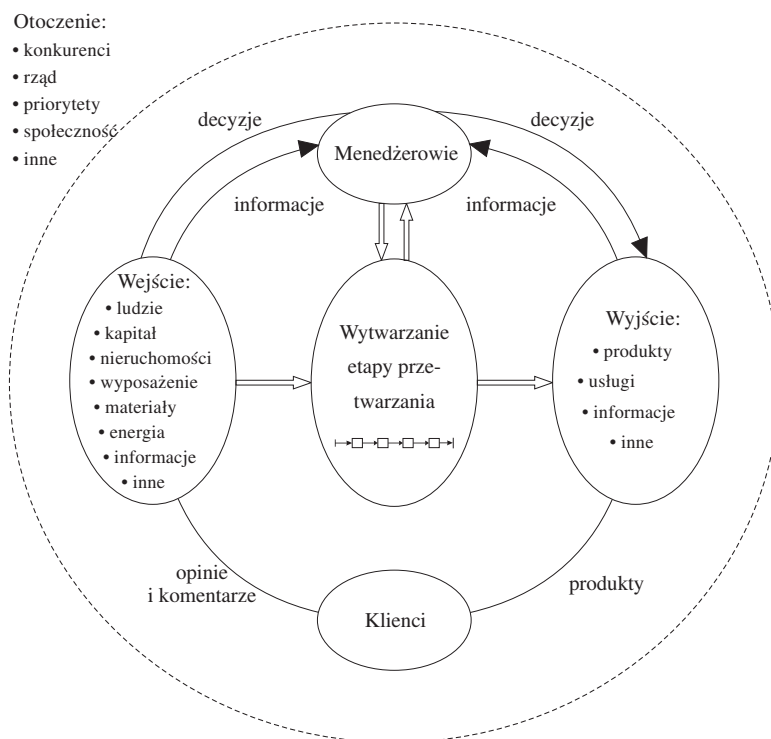 Otoczenie:
• konkurenci
• rząd
• priorytety
• społeczność
• inne
decyzje
decyzje
Menedżerowie
informacje
informacje
Wejście:
• ludzie
• kapitał
• nieruchomości
• wyposażenie
• materiały
• energia
• informacje
• inne
Wytwarzanie
etapy prze-
twarzania
Wyjście:
• produkty
• usługi
• informacje
• inne
opinie
i komentarze
produkty
Klienci